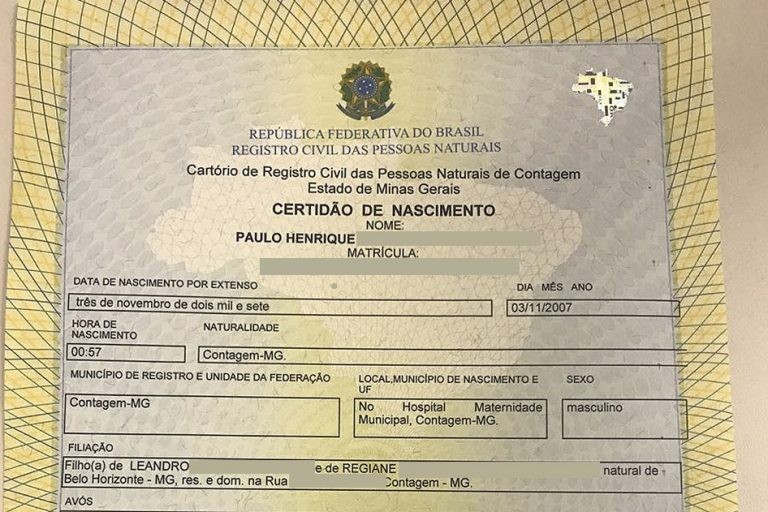 REPÚBLICA FEDERATIVA DO BRASIL
REGISTRO CIVIL DAS PESSOAS NATURAIS
Cartório de Registro Civil das Pessoas Naturais de Contagem
Estado de Minas Gerais
CERTIDÃO DE NASCIMENTO
NOME:
PAULO HENRIQUE
MATRÍCULA:
DATA DE NASCIMENTO POR EXTENSO DIA MÊS ANO
três de novembro de dois mil e sete 03/11/2007
HORA DE NASCIMENTO NATURALIDADE
00:57 Contagem-MG.
MUNICÍPIO DE REGISTRO E UNIDADE DA FEDERAÇÃO
Contagem-MG
LOCAL,MUNICÍPIO DE NASCIMENTO E
UF
No Hospital Maternidade
Municipal, Contagem-MG.
SEXO
masculino
FILIAÇÃO
Filho(a) de LEANDRO e de REGIANE natural de
Belo Horizonte - MG, res. e dom. na Rua Contagem - MG.
AVÓS